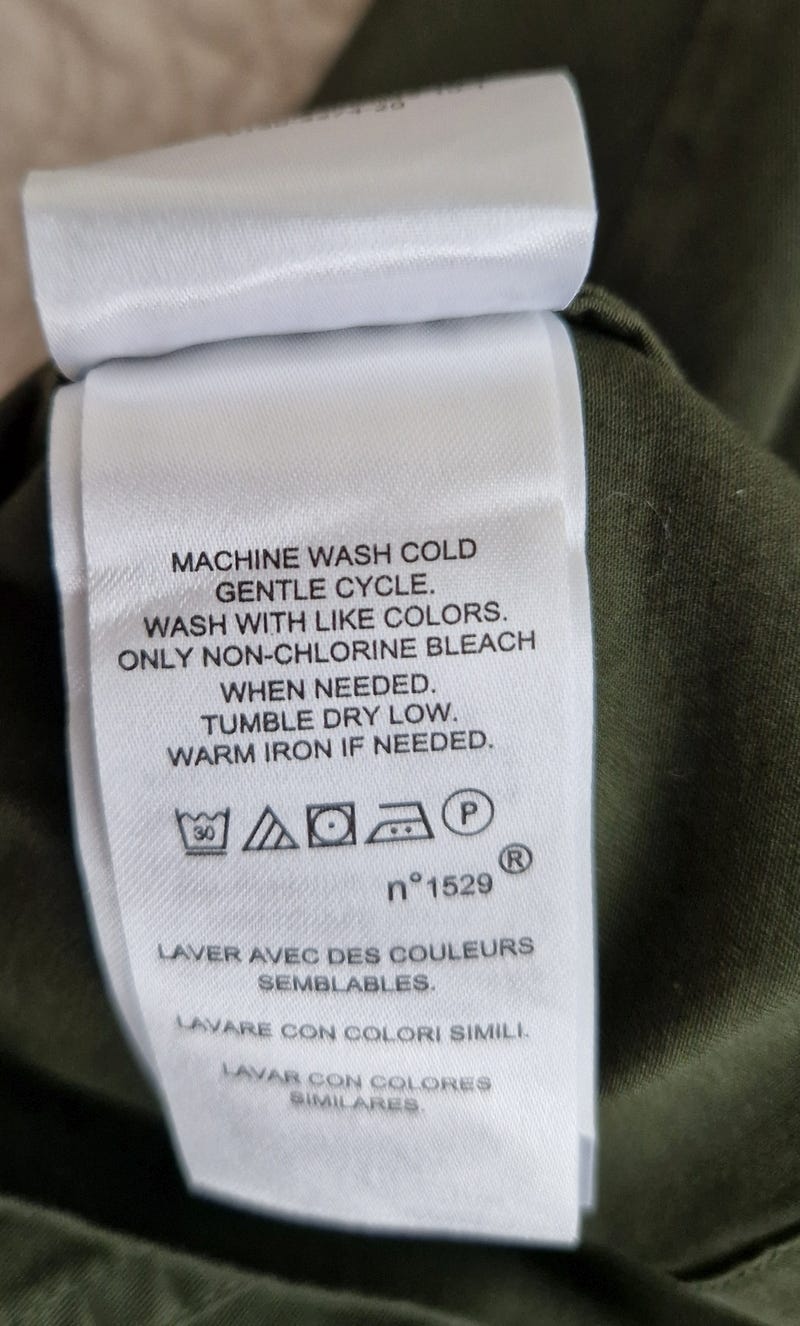 MACHINE WASH COLD
GENTLE CYCLE.
WASH WITH LIKE COLORS.
ONLY NON-CHLORINE BLEACH
WHEN NEEDED.
TUMBLE DRY LOW.
WARM IRON IF NEEDED.
30 P
n°1529 ®
LAVER AVEC DES COULEURS
SEMBLABLES.
LAVARE CON COLORI SIMILI.
LAVAR CON COLORES
SIMILARES.